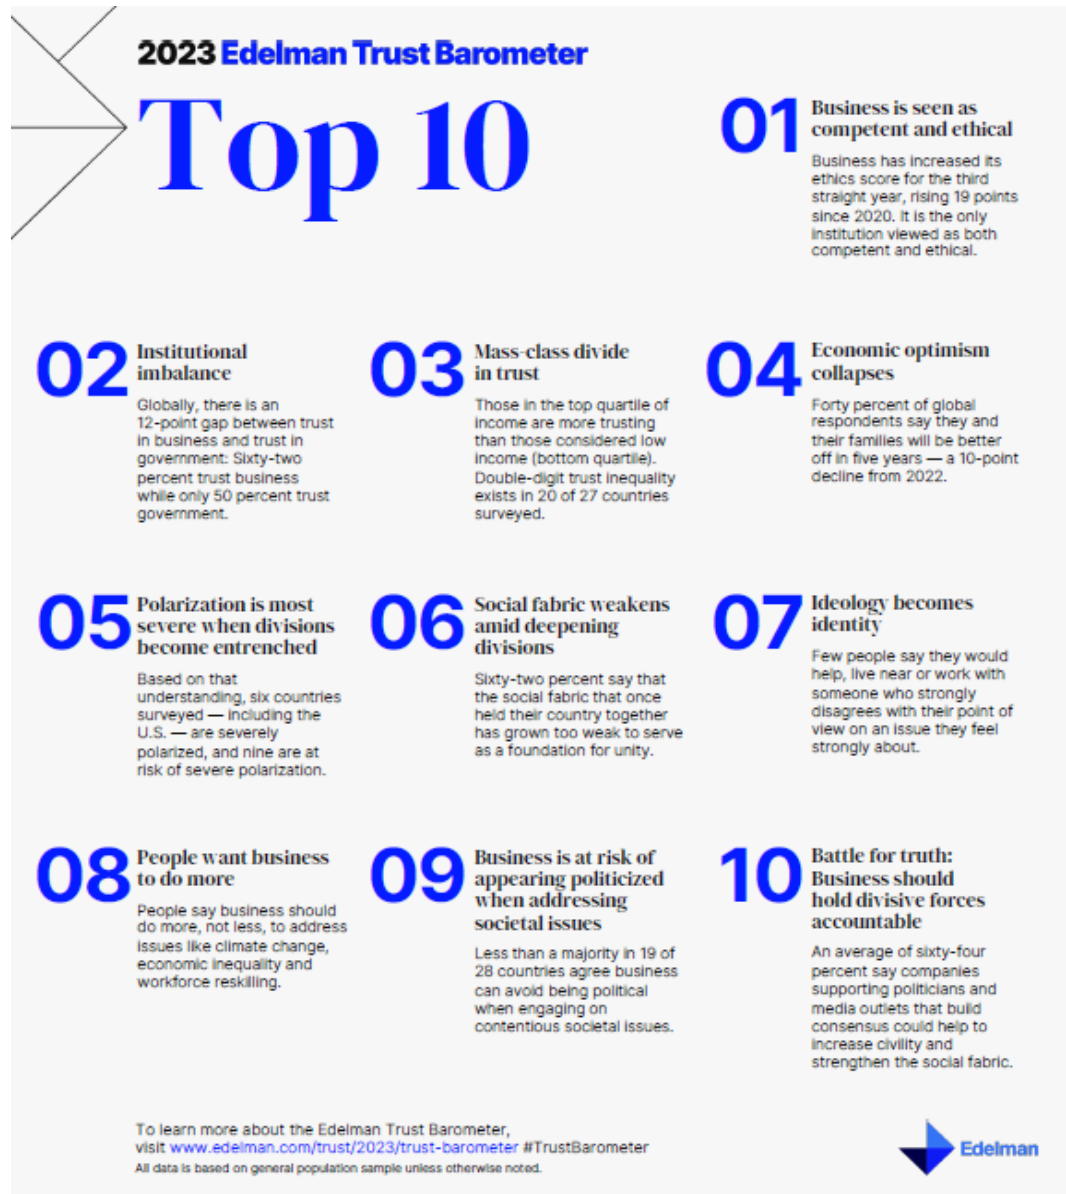 2023 Edelman Trust Barometer
Top 10
01
Business is seen as
competent and ethical
Business has increased its
ethics score for the third
straight year, rising 19 points
since 2020. It is the only
institution viewed as both
competent and ethical.
02
Institutional
imbalance
Globally, there is an
12-point gap between trust
in business and trust in
government: Sixty-two
percent trust business
while only 50 percent trust
government.
03
Mass-class divide
in trust
Those in the top quartile of
income are more trusting
than those considered low
income (bottom quartile).
Double-digit trust inequality
exists in 20 of 27 countries
surveyed.
04
Economic optimism
collapses
Forty percent of global
respondents say they and
their families will be better
off in five years — a 10-point
decline from 2022.
05
Polarization is most
severe when divisions
become entrenched
Based on that
understanding, six countries
surveyed — including the
U.S. — are severely
polarized, and nine are at
risk of severe polarization.
06
Social fabric weakens
amid deepening
divisions
Sixty-two percent say that
the social fabric that once
held their country together
has grown too weak to serve
as a foundation for unity.
07
Ideology becomes
identity
Few people say they would
help, live near or work with
someone who strongly
disagrees with their point of
view on an issue they feel
strongly about.
08
People want business
to do more
People say business should
do more, not less, to address
issues like climate change,
economic inequality and
workforce reskilling.
09
Business is at risk of
appearing politicized
when addressing
societal issues
Less than a majority in 19 of
28 countries agree business
can avoid being political
when engaging on
contentious societal issues.
10
Battle for truth:
Business should
hold divisive forces
accountable
An average of sixty-four
percent say companies
supporting politicians and
media outlets that build
consensus could help to
increase civility and
strengthen the social fabric.
To learn more about the Edelman Trust Barometer,
visit www.edelman.com/trust/2023/trust-barometer #TrustBarometer
All data is based on general population sample unless otherwise noted.
Edelman